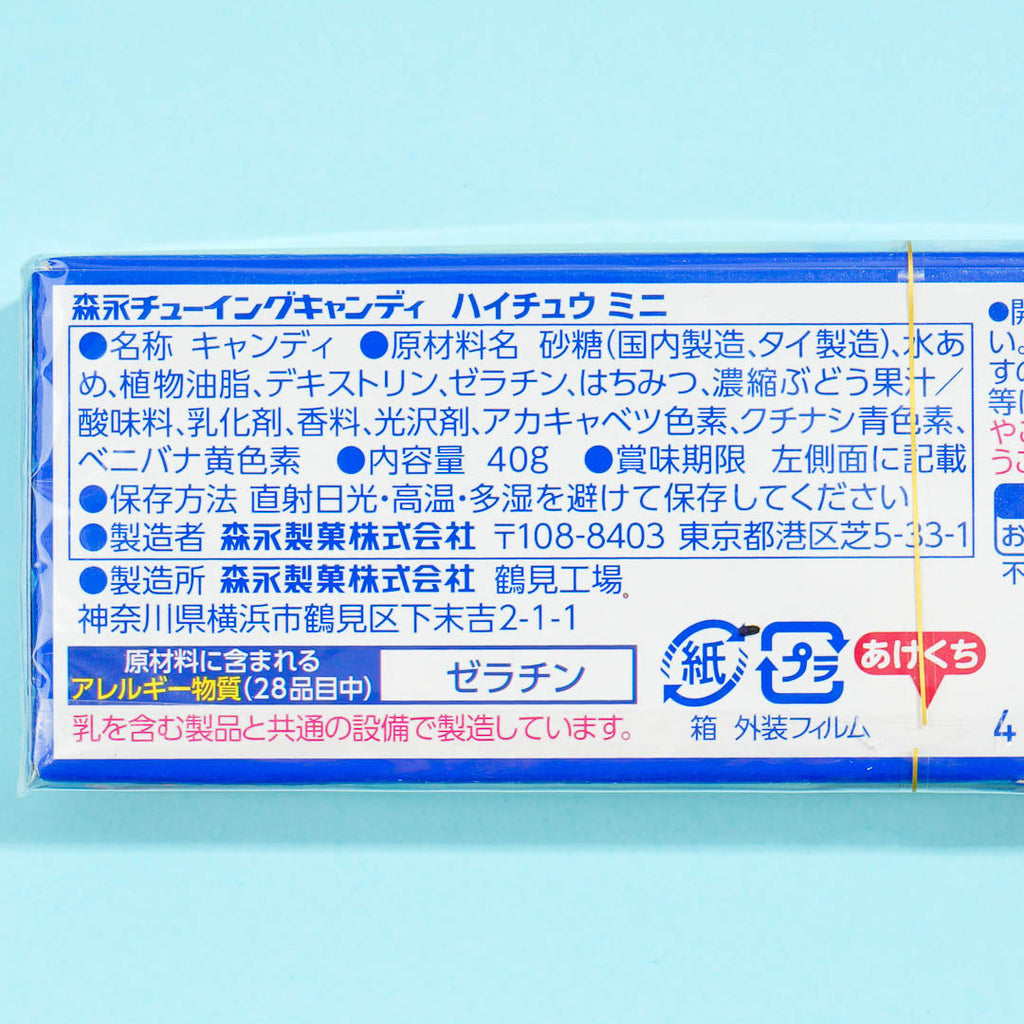 森永チューイングキャンディ ハイチュウ ミニ
●名称 キャンディ ●原材料名 砂糖(国内製造、タイ製造)、水あ
め、植物油脂、デキストリン、ゼラチン、はちみつ、濃縮ぶどう果汁／
酸味料、乳化剤、香料、光沢剤、アカキャベツ色素、クチナシ青色素、
ベニバナ黄色素 ●内容量 40g ●賞味期限 左側面に記載
●保存方法 直射日光・高温・多湿を避けて保存してください
●製造者 森永製菓株式会社 〒108-8403 東京都港区芝5-33-1
●製造所 森永製菓株式会社 鶴見工場。
神奈川県横浜市鶴見区下末吉2-1-1
原材料に含まれる
アレルギー物質(28品目中)
ゼラチン
乳を含む製品と共通の設備で製造しています。
紙
プラ
箱 外装フィルム
あけくち
●開
い。
すの
等に
やこ
うこ
お
不
4